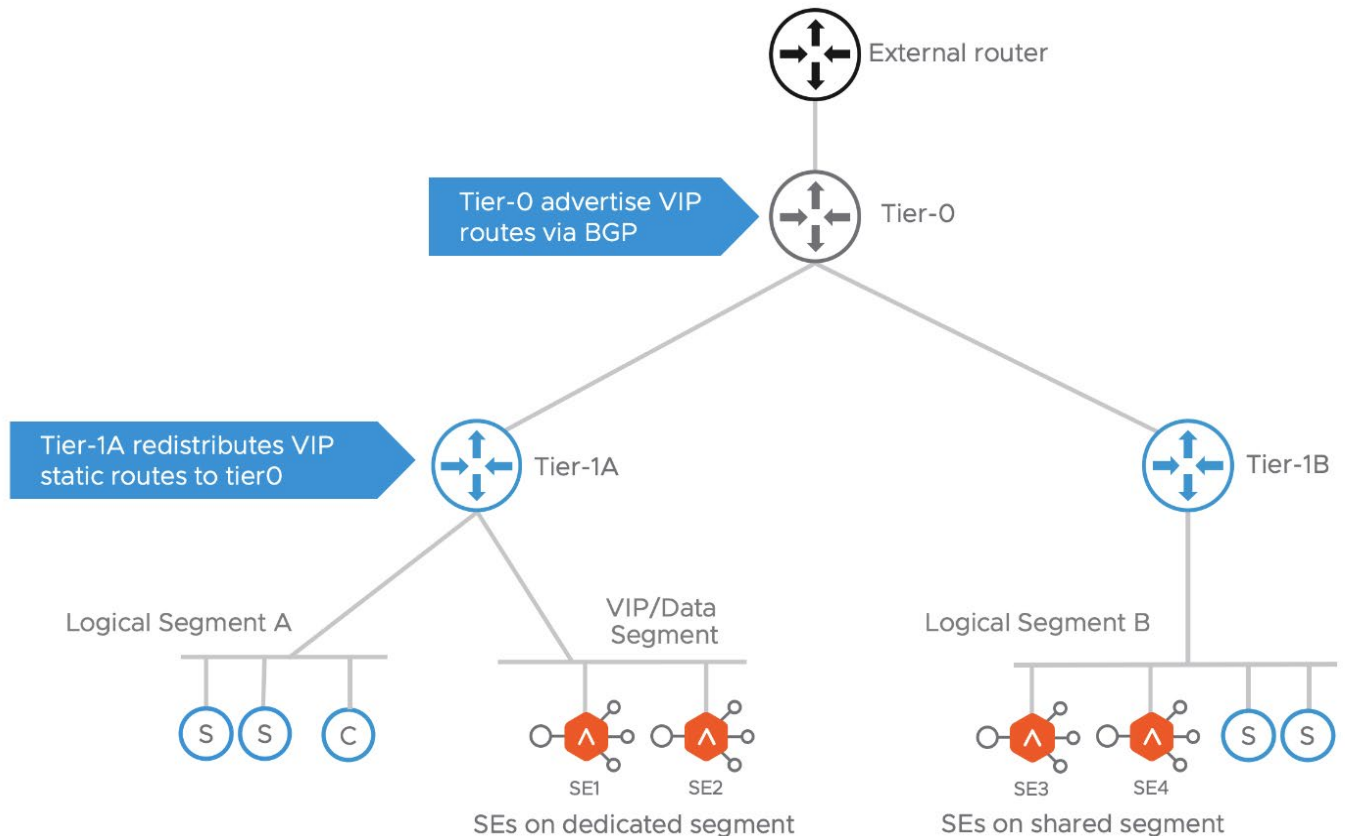 External router
Tier-0 advertise VIP
routes via BGP
Tier-0
Tier-1A redistributes VIP
static routes to tier0
Tier-1A
Tier-1B
Logical Segment A
VIP/Data
Segment
Logical Segment B
S
S
C
SE1
SE2
SE3
SE4
S
S
SEs on dedicated segment
SEs on shared segment